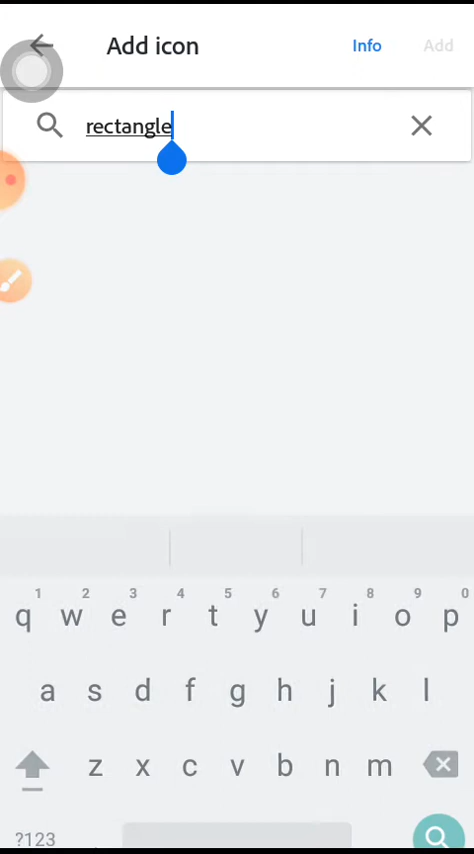 Add icon Info Add
rectangle
1 2 3 4 5 6 7 8 9 0
q w e r t y u i o p
a s d f g h j k l
z x c v b n m
?123 .